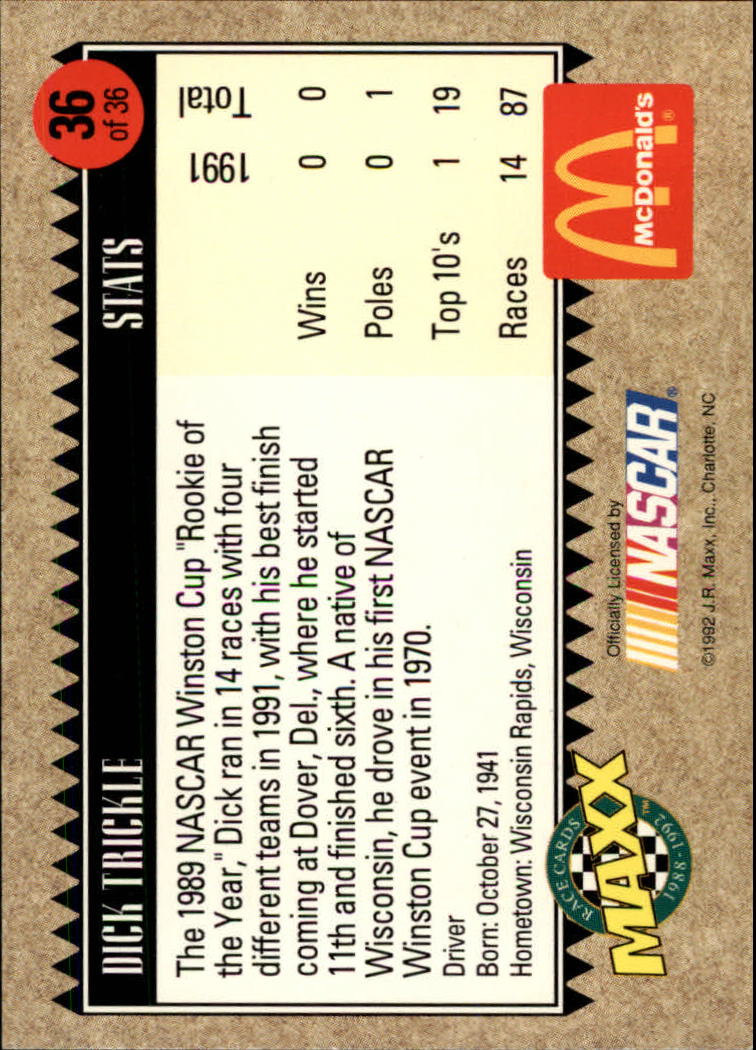 DICK TRICKLE
STATS
36
of 36
The 1989 NASCAR Winston Cup "Rookie of
the Year," Dick ran in 14 races with four
different teams in 1991, with his best finish
coming at Dover, Del., where he started
11th and finished sixth. A native of
Wisconsin, he drove in his first NASCAR
Winston Cup event in 1970.
Driver
Born: October 27, 1941
Hometown: Wisconsin Rapids, Wisconsin
1991 Total
Wins 0 0
Poles 0 1
Top 10's 1 19
Races 14 87
RACE CARDS
MAXX
1988-1992 ™
Officially Licensed by
NASCAR®
©1992 J.R. Maxx, Inc., Charlotte, NC
McDonald's®